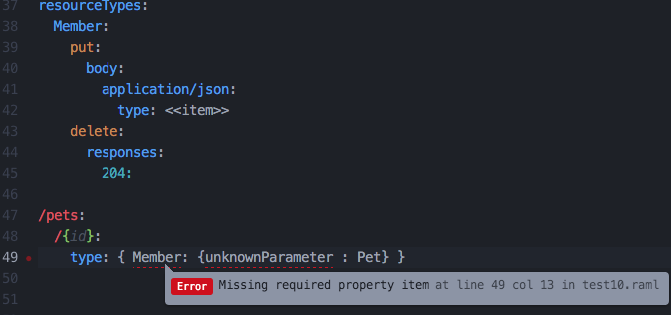 37 resourceTypes:
38   Member:
39     put:
40       body:
41         application/json:
42           type: <<item>>
43     delete:
44       responses:
45         204:
46
47 /pets:
48   /{id}:
49     type: { Member: {unknownParameter : Pet} }
50
Error Missing required property item at line 49 col 13 in test10.raml
51